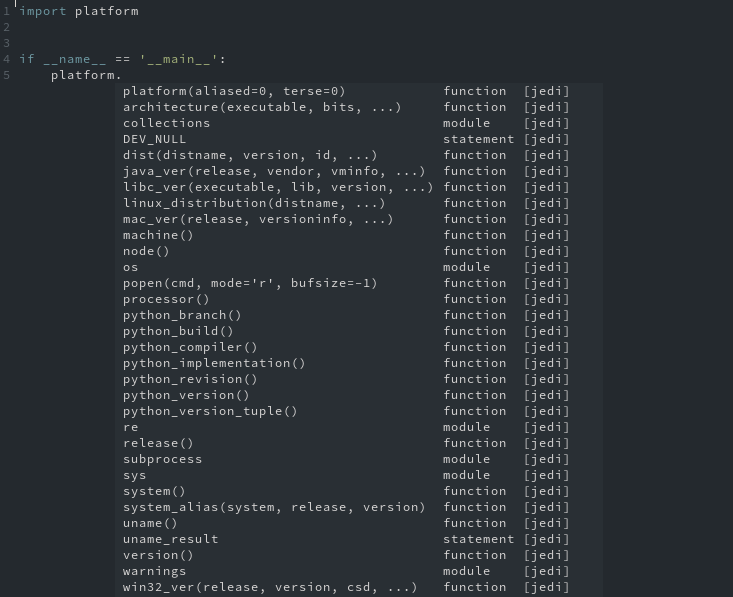 1 import platform
2
3
4 if __name__ == '__main__':
5     platform.
platform(aliased=0, terse=0) function [jedi]
architecture(executable, bits, ...) function [jedi]
collections module [jedi]
DEV_NULL statement [jedi]
dist(distname, version, id, ...) function [jedi]
java_ver(release, vendor, vminfo, ...) function [jedi]
libc_ver(executable, lib, version, ...) function [jedi]
linux_distribution(distname, ...) function [jedi]
mac_ver(release, versioninfo, ...) function [jedi]
machine() function [jedi]
node() function [jedi]
os module [jedi]
popen(cmd, mode='r', bufsize=-1) function [jedi]
processor() function [jedi]
python_branch() function [jedi]
python_build() function [jedi]
python_compiler() function [jedi]
python_implementation() function [jedi]
python_revision() function [jedi]
python_version() function [jedi]
python_version_tuple() function [jedi]
re module [jedi]
release() function [jedi]
subprocess module [jedi]
sys module [jedi]
system() function [jedi]
system_alias(system, release, version) function [jedi]
uname() function [jedi]
uname_result statement [jedi]
version() function [jedi]
warnings module [jedi]
win32_ver(release, version, csd, ...) function [jedi]